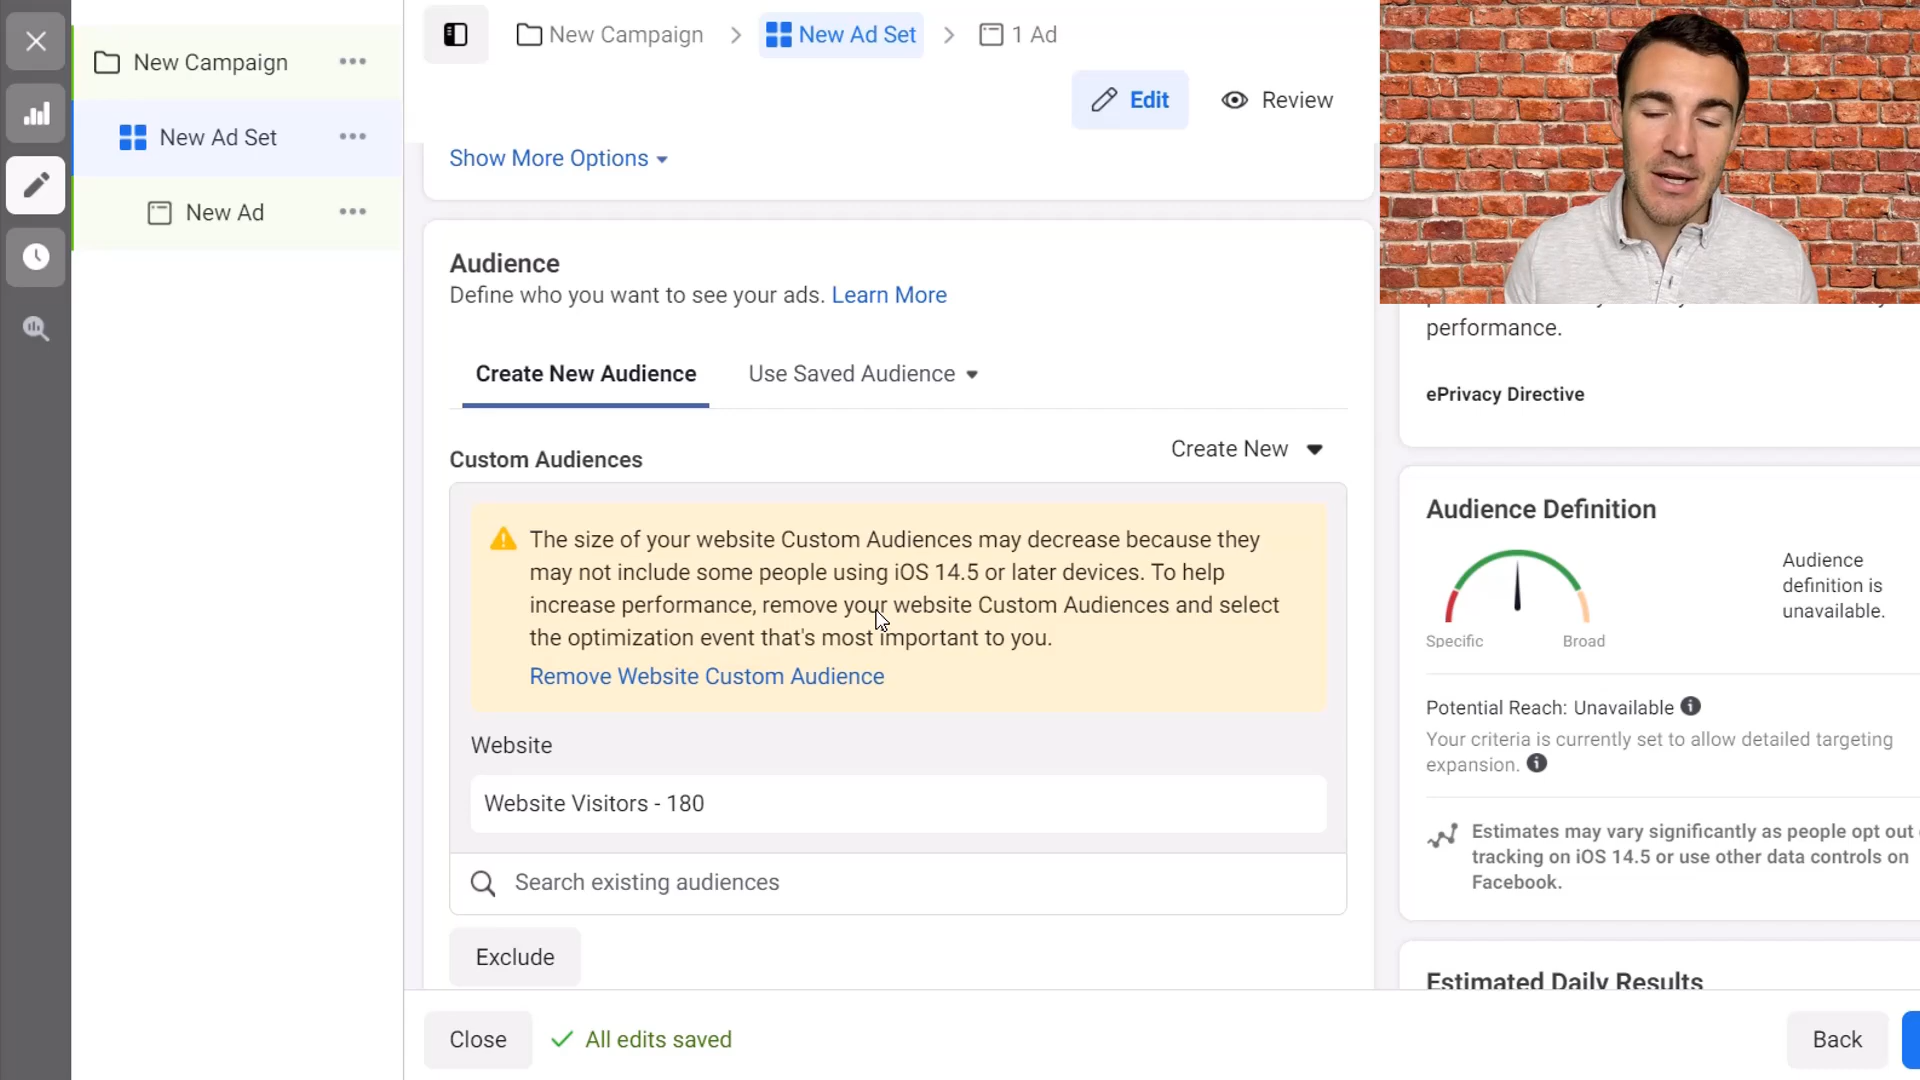 New Campaign
New Ad Set
New Ad
New Campaign
New Ad Set
1 Ad
Edit
Review
Show More Options
Audience
Define who you want to see your ads. Learn More
Create New Audience
Use Saved Audience
Custom Audiences
Create New
The size of your website Custom Audiences may decrease because they
may not include some people using iOS 14.5 or later devices. To help
increase performance, remove your website Custom Audiences and select
the optimization event that's most important to you.
Remove Website Custom Audience
Website
Website Visitors - 180
Search existing audiences
Exclude
Close
All edits saved
Back
performance.
ePrivacy Directive
Audience Definition
Specific
Broad
Audience
definition is
unavailable.
Potential Reach: Unavailable
Your criteria is currently set to allow detailed targeting
expansion.
Estimates may vary significantly as people opt out
tracking on iOS 14.5 or use other data controls on
Facebook.
Estimated Daily Results